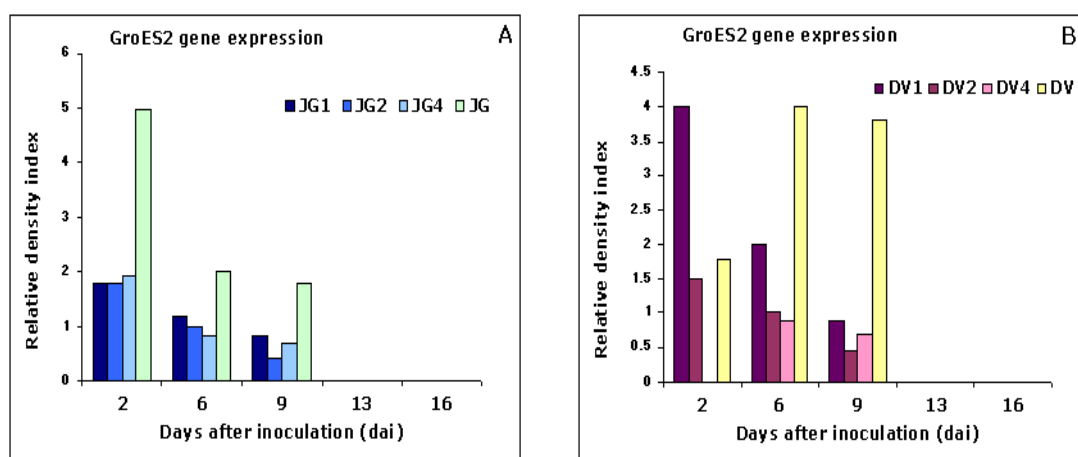 GroES2 gene expression
A
6
5
4
3
2
1
0
JG1 JG2 JG4 JG
Relative density index
2 6 9 13 16
Days after inoculation (dai)
GroES2 gene expression
B
4.5
4
3.5
3
2.5
2
1.5
1
0.5
0
DV1 DV2 DV4 DV
Relative density index
2 6 9 13 16
Days after inoculation (dai)